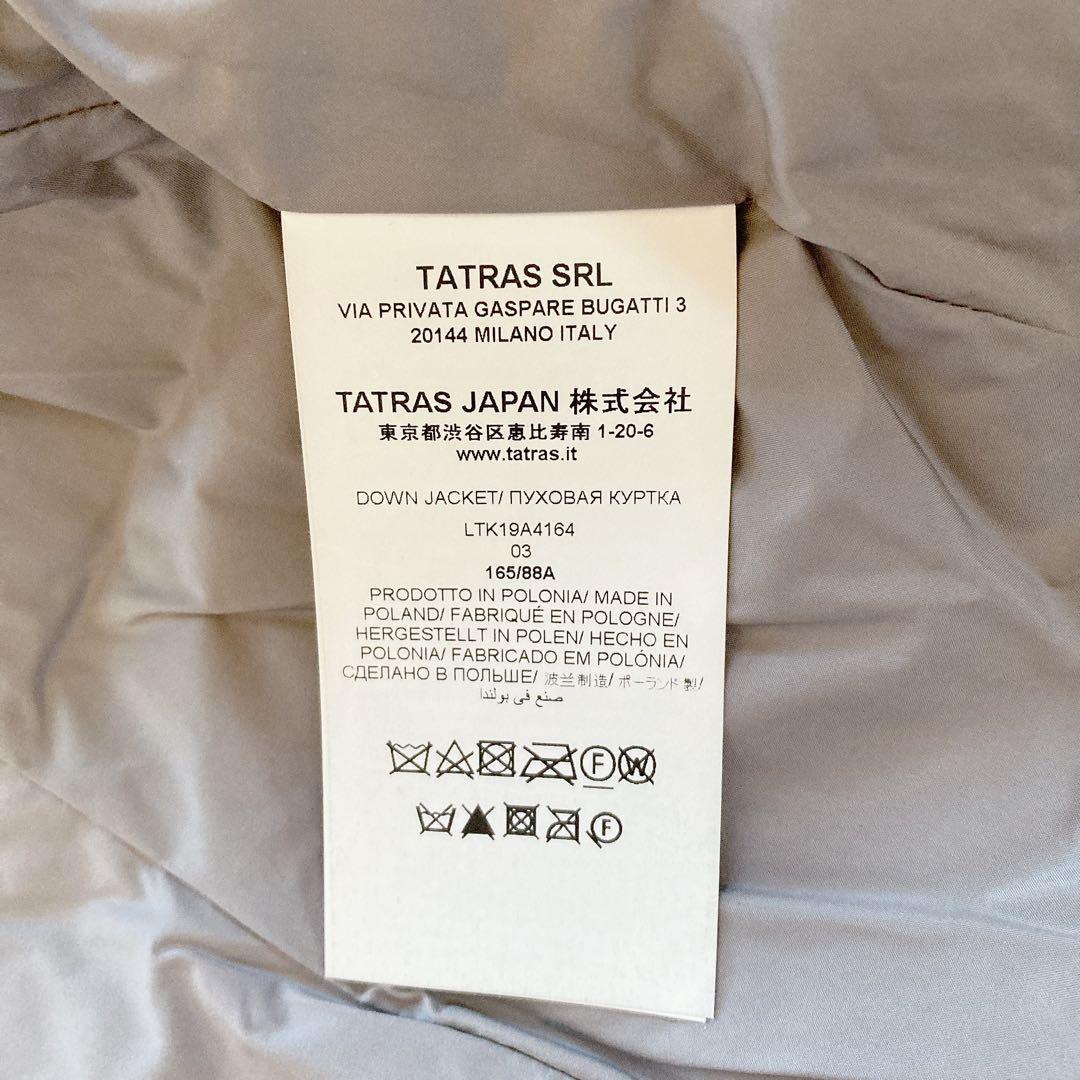 TATRAS SRL
VIA PRIVATA GASPARE BUGATTI 3
20144 MILANO ITALY
TATRAS JAPAN 株式会社
東京都渋谷区恵比寿南 1-20-6
www.tatras.it
DOWN JACKET/ ПУХОВАЯ КУРТКА
LTK19A4164
03
165/88A
PRODOTTO IN POLONIA/ MADE IN
POLAND/ FABRIQUÉ EN POLOGNE/
HERGESTELLT IN POLEN/ HECHO EN
POLONIA/ FABRICADO EM POLÓNIA/
СДЕЛАНО В ПОЛЬШЕ/ 波兰制造/ ポーランド製/
صنع في بولندا
F W
F